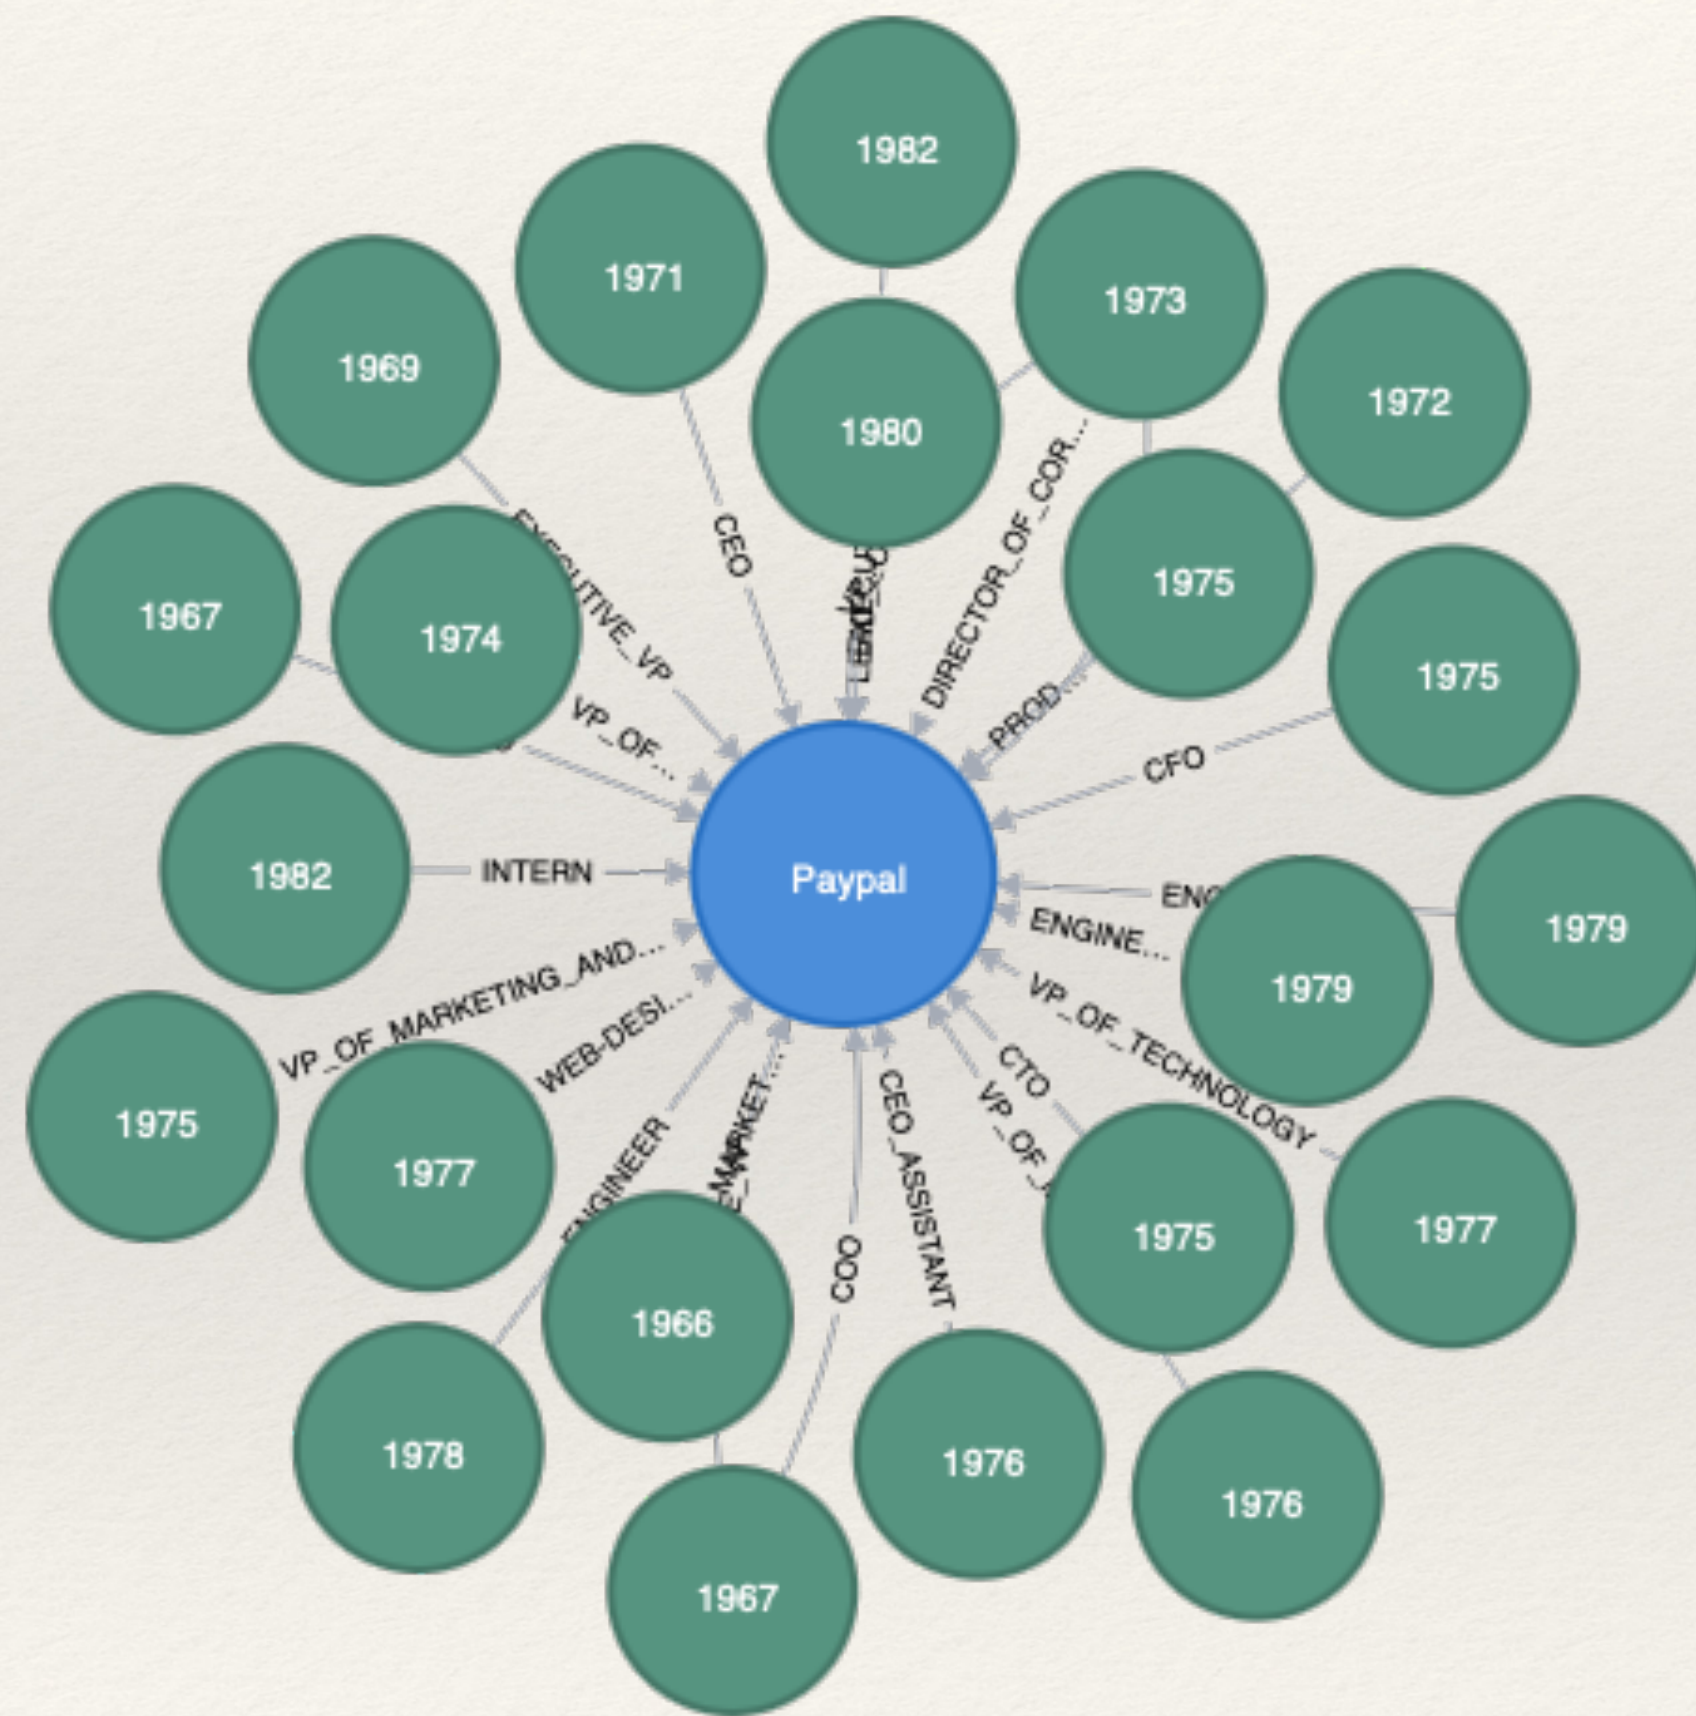 1982
1971
1973
1969
1972
1980
CEO
DIRECTOR_OF_COR...
1975
EXECUTIVE_VP
1967
1974
1975
VP_OF...
PROD...
CFO
1982
INTERN
Paypal
1979
ENGINE...
1979
VP_OF_MARKETING_AND...
WEB-DESI...
VP_OF_TECHNOLOGY
CTO
1975
1977
ENGINEER
CEO_ASSISTANT
1975
1977
1966
COO
1978
1976
1976
1967